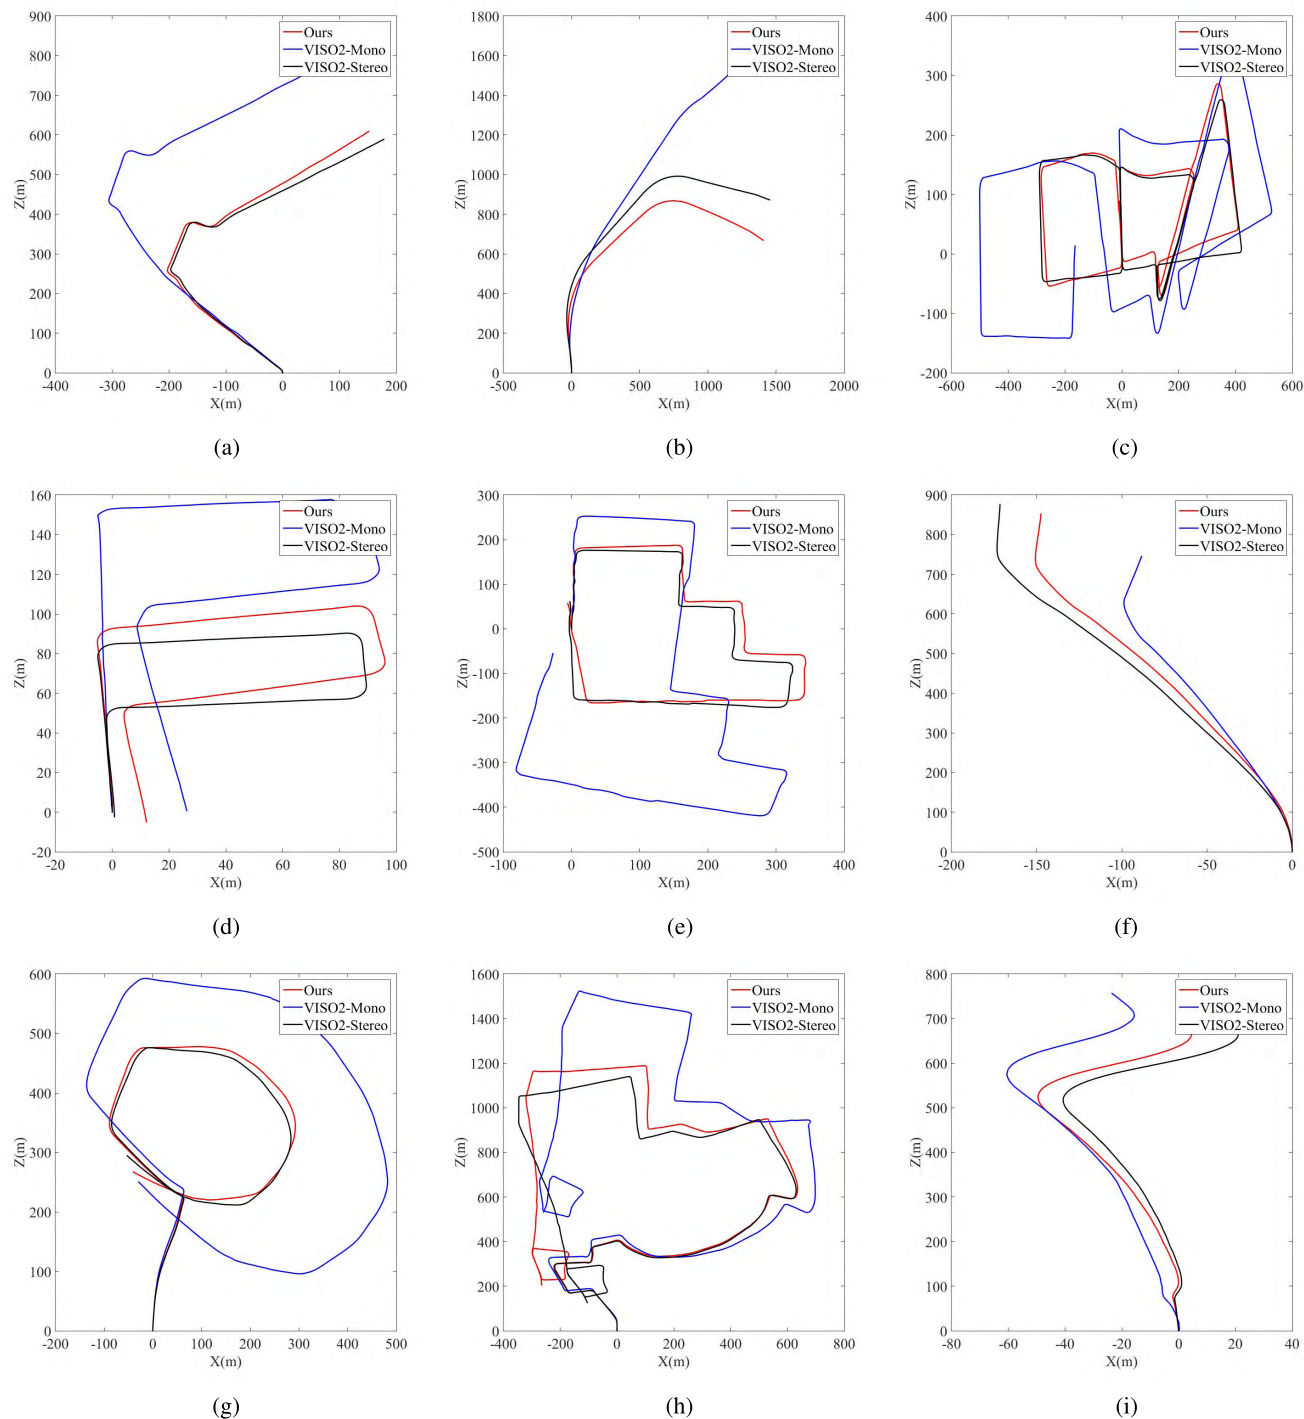 900
800
700
600
500
400
300
200
100
0
-400 -300 -200 -100 0 100 200
X(m)
Z(m)
Ours
VISO2-Mono
VISO2-Stereo
(a)
1800
1600
1400
1200
1000
800
600
400
200
0
-500 0 500 1000 1500 2000
X(m)
Z(m)
Ours
VISO2-Mono
VISO2-Stereo
(b)
400
300
200
100
0
-100
-200
-600 -400 -200 0 200 400 600
X(m)
Z(m)
Ours
VISO2-Mono
VISO2-Stereo
(c)
160
140
120
100
80
60
40
20
0
-20
-20 0 20 40 60 80 100
X(m)
Z(m)
Ours
VISO2-Mono
VISO2-Stereo
(d)
300
200
100
0
-100
-200
-300
-400
-500
-100 0 100 200 300 400
X(m)
Z(m)
Ours
VISO2-Mono
VISO2-Stereo
(e)
900
800
700
600
500
400
300
200
100
0
-200 -150 -100 -50 0
X(m)
Z(m)
Ours
VISO2-Mono
VISO2-Stereo
(f)
600
500
400
300
200
100
0
-200 -100 0 100 200 300 400 500
X(m)
Z(m)
Ours
VISO2-Mono
VISO2-Stereo
(g)
1600
1400
1200
1000
800
600
400
200
0
-400 -200 0 200 400 600 800
X(m)
Z(m)
Ours
VISO2-Mono
VISO2-Stereo
(h)
800
700
600
500
400
300
200
100
0
-80 -60 -40 -20 0 20 40
X(m)
Z(m)
Ours
VISO2-Mono
VISO2-Stereo
(i)